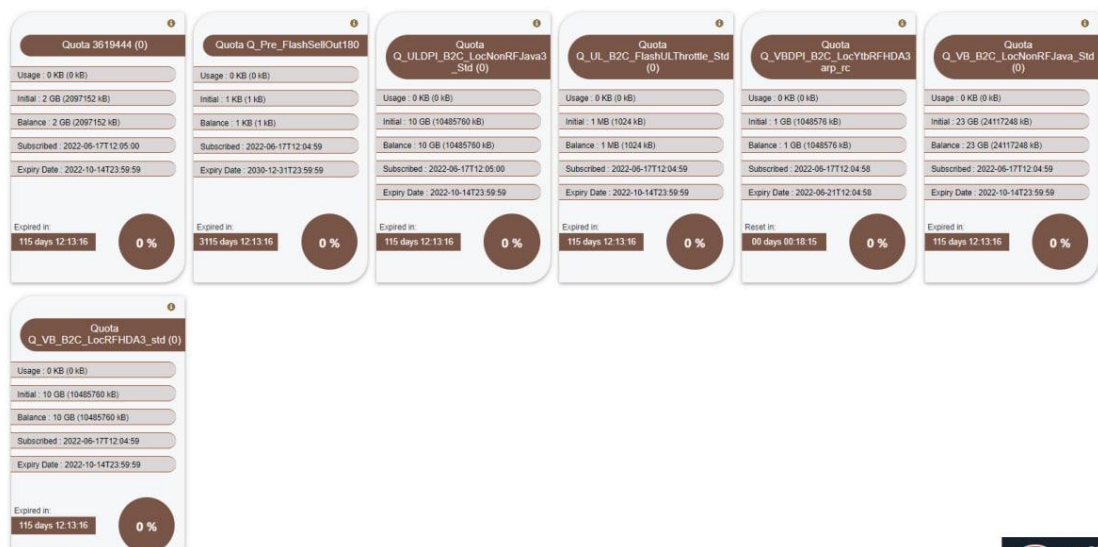 Quota 3619444 (0)
Usage : 0 KB (0 kB)
Initial : 2 GB (2097152 kB)
Balance : 2 GB (2097152 kB)
Subscribed : 2022-06-17T12:05:00
Expiry Date : 2022-10-14T23:59:59
Expired in:
115 days 12:13:16
0 %
Quota Q_Pre_FlashSellOut180
Usage : 0 KB (0 kB)
Initial : 1 KB (1 kB)
Balance : 1 KB (1 kB)
Subscribed : 2022-06-17T12:04:59
Expiry Date : 2030-12-31T23:59:59
Expired in:
3115 days 12:13:16
0 %
Quota
Q_ULDPI_B2C_LocNonRFJava3
_Std (0)
Usage : 0 KB (0 kB)
Initial : 10 GB (10485760 kB)
Balance : 10 GB (10485760 kB)
Subscribed : 2022-06-17T12:05:00
Expiry Date : 2022-10-14T23:59:59
Expired in:
115 days 12:13:16
0 %
Quota
Q_UL_B2C_FlashULThrottle_Std
(0)
Usage : 0 KB (0 kB)
Initial : 1 MB (1024 kB)
Balance : 1 MB (1024 kB)
Subscribed : 2022-06-17T12:04:59
Expiry Date : 2022-10-14T23:59:59
Expired in:
115 days 12:13:16
0 %
Quota
Q_VBDPI_B2C_LocYtbRFHDA3
arp_rc
Usage : 0 KB (0 kB)
Initial : 1 GB (1048576 kB)
Balance : 1 GB (1048576 kB)
Subscribed : 2022-06-17T12:04:58
Expiry Date : 2022-06-21T12:04:58
Reset in:
00 days 00:18:15
0 %
Quota
Q_VB_B2C_LocNonRFJava_Std
(0)
Usage : 0 KB (0 kB)
Initial : 23 GB (24117248 kB)
Balance : 23 GB (24117248 kB)
Subscribed : 2022-06-17T12:04:59
Expiry Date : 2022-10-14T23:59:59
Expired in:
115 days 12:13:16
0 %
Quota
Q_VB_B2C_LocRFHDA3_std (0)
Usage : 0 KB (0 kB)
Initial : 10 GB (10485760 kB)
Balance : 10 GB (10485760 kB)
Subscribed : 2022-06-17T12:04:59
Expiry Date : 2022-10-14T23:59:59
Expired in:
115 days 12:13:16
0 %